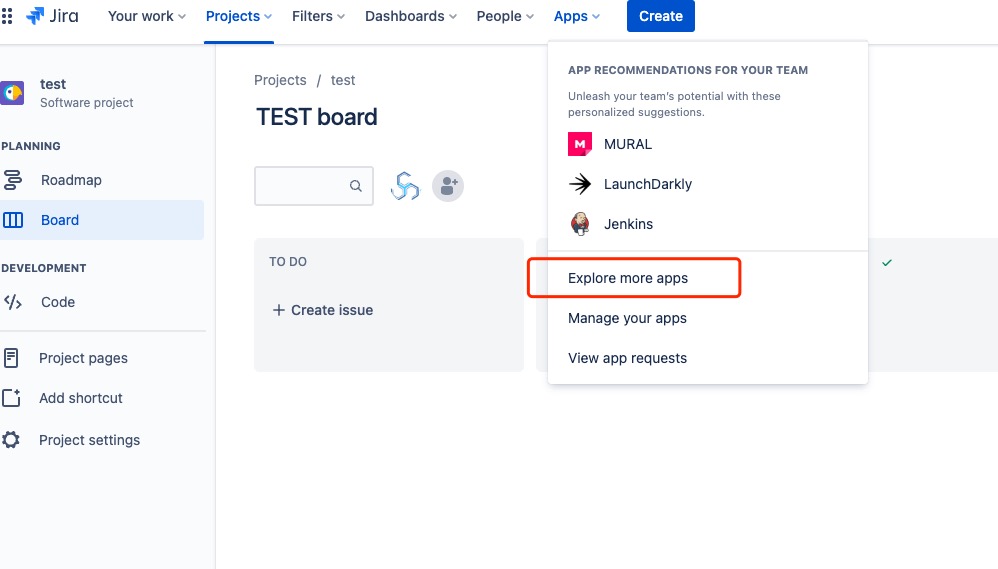 Jira Your work Projects Filters Dashboards People Apps Create
test
Software project
PLANNING
Roadmap
Board
DEVELOPMENT
Code
Project pages
Add shortcut
Project settings
Projects / test
TEST board
TO DO
+ Create issue
APP RECOMMENDATIONS FOR YOUR TEAM
Unleash your team's potential with these
personalized suggestions.
M MURAL
LaunchDarkly
Jenkins
Explore more apps
Manage your apps
View app requests